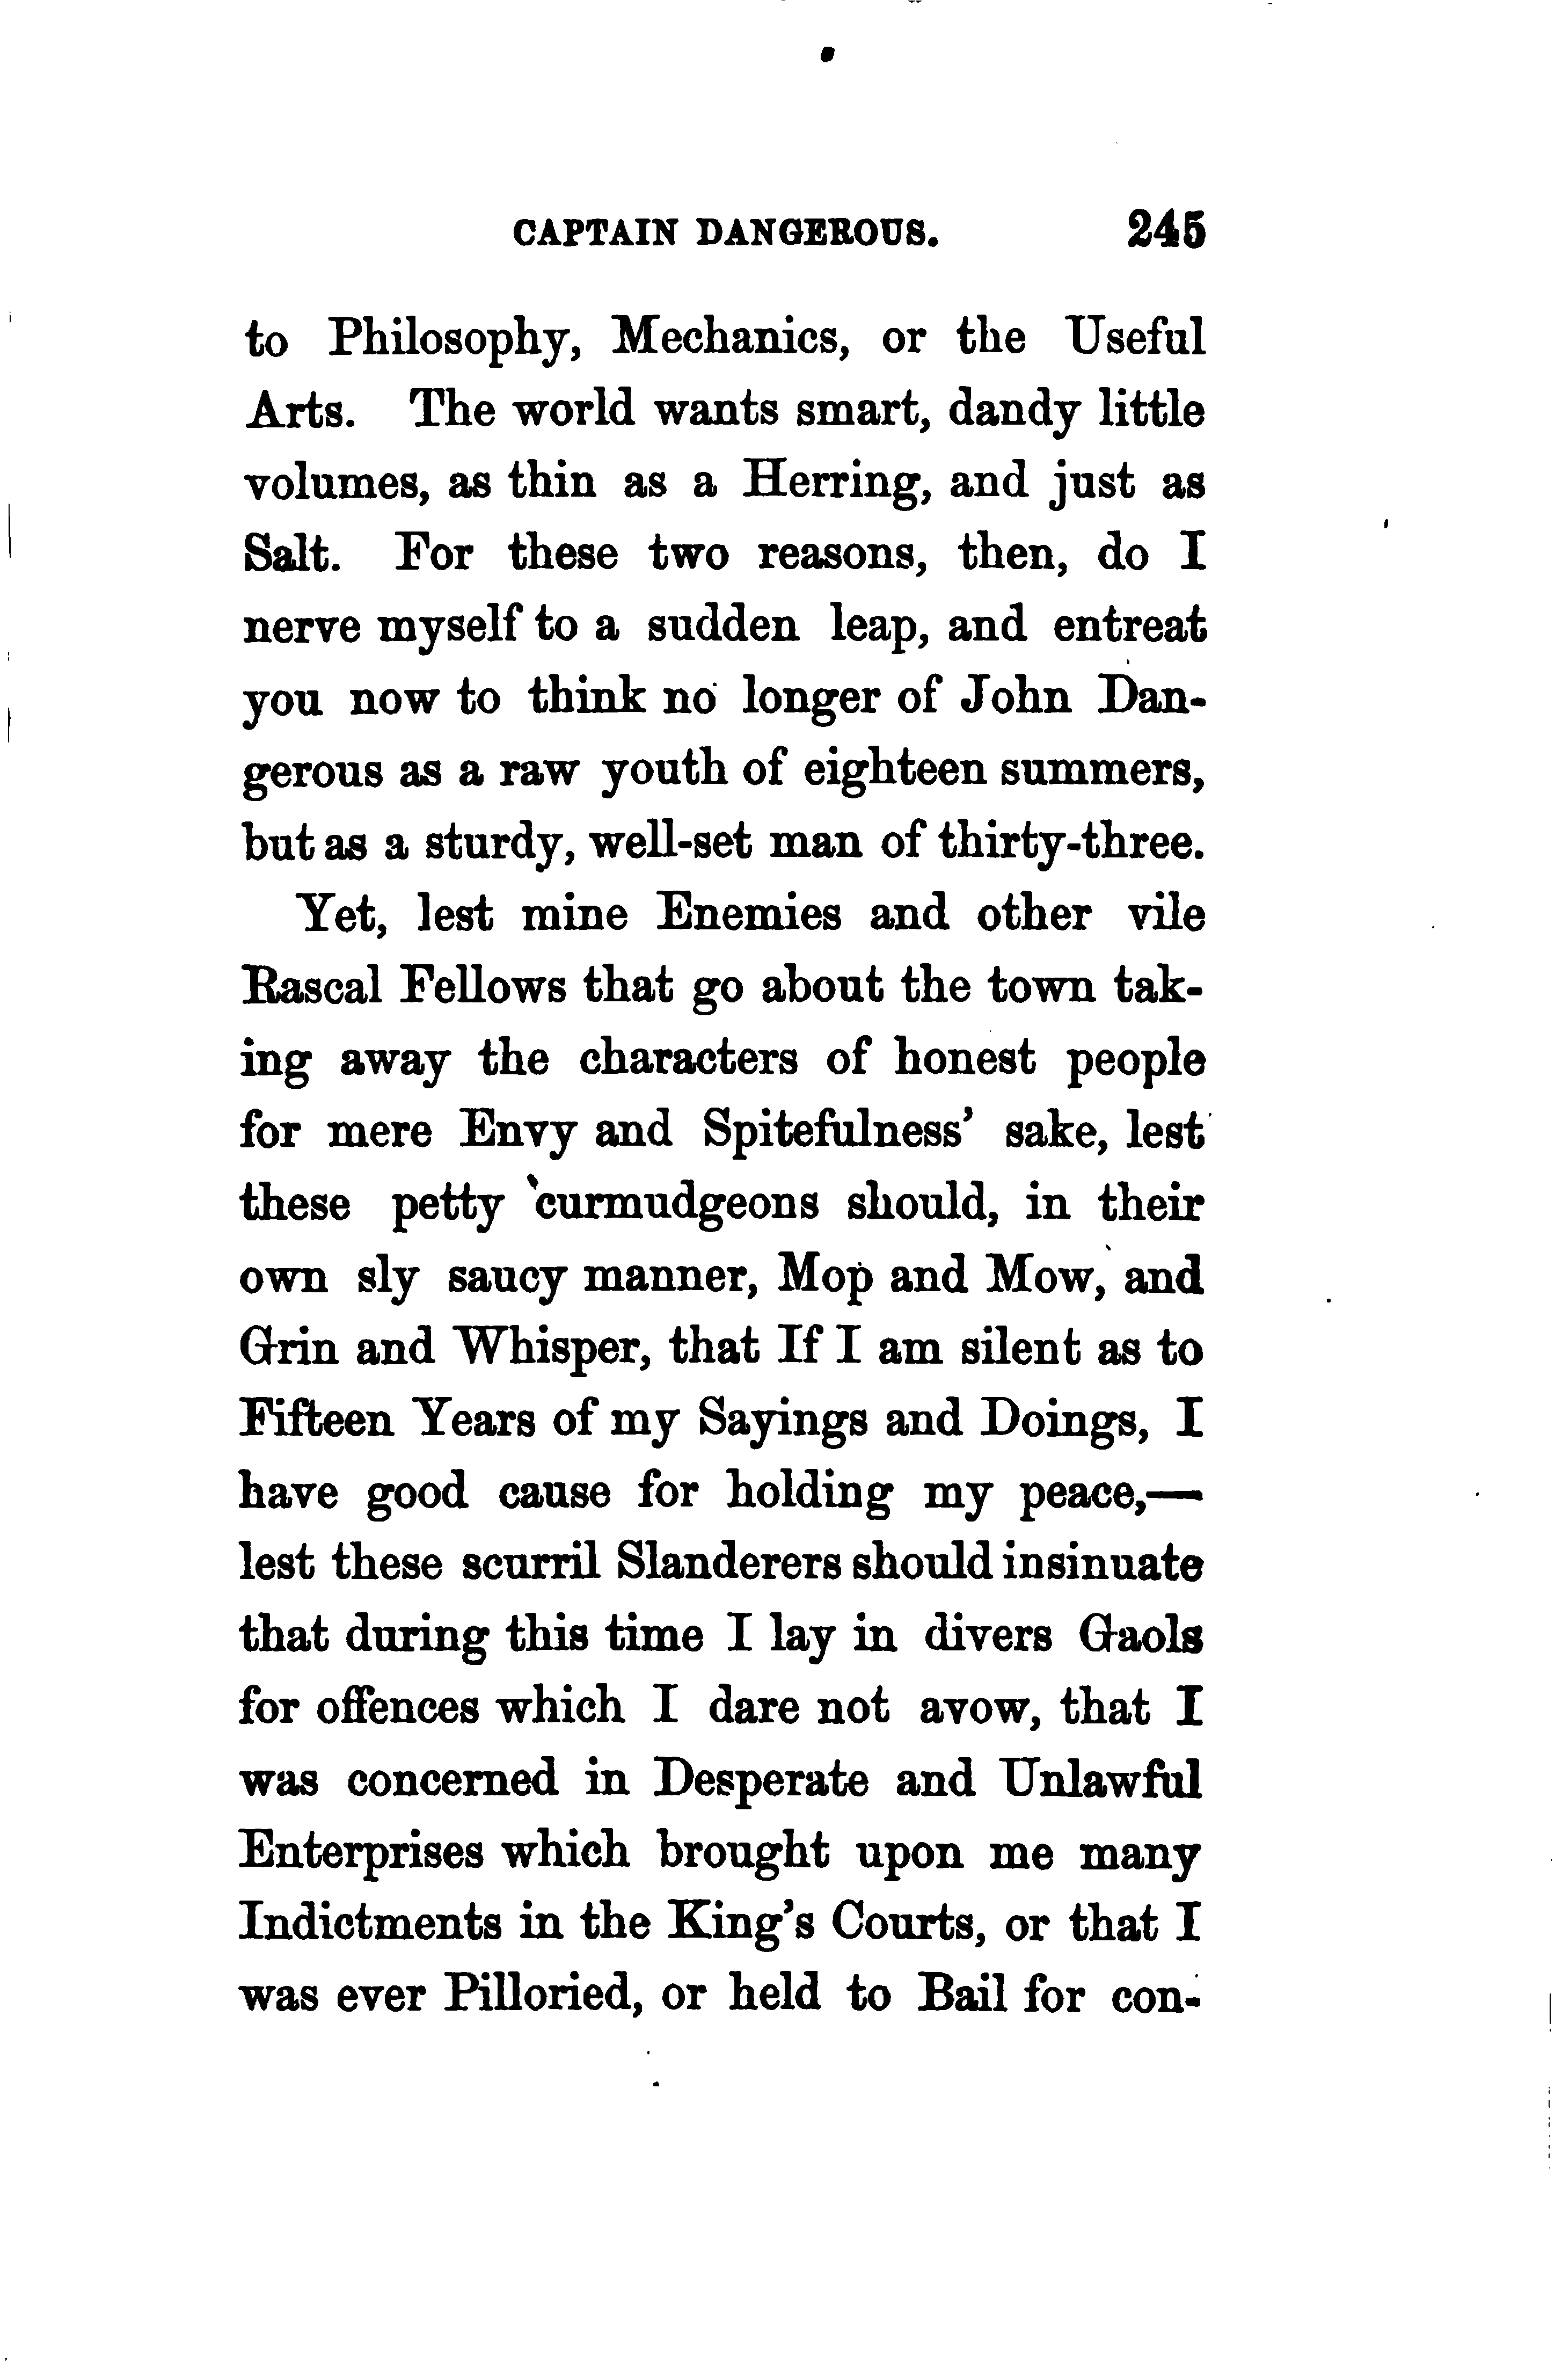 CAPTAIN DANGEROUS. 245
to Philosophy, Mechanics, or the Useful
Arts. The world wants smart, dandy little
volumes, as thin as a Herring, and just as
Salt. For these two reasons, then, do I
nerve myself to a sudden leap, and entreat
you now to think no longer of John Dan-
gerous as a raw youth of eighteen summers,
but as a sturdy, well-set man of thirty-three.
Yet, lest mine Enemies and other vile
Rascal Fellows that go about the town tak-
ing away the characters of honest people
for mere Envy and Spitefulness' sake, lest
these petty curmudgeons should, in their
own sly saucy manner, Mop and Mow, and
Grin and Whisper, that If I am silent as to
Fifteen Years of my Sayings and Doings, I
have good cause for holding my peace,—
lest these scurril Slanderers should insinuate
that during this time I lay in divers Gaols
for offences which I dare not avow, that I
was concerned in Desperate and Unlawful
Enterprises which brought upon me many
Indictments in the King's Courts, or that I
was ever Pilloried, or held to Bail for con-